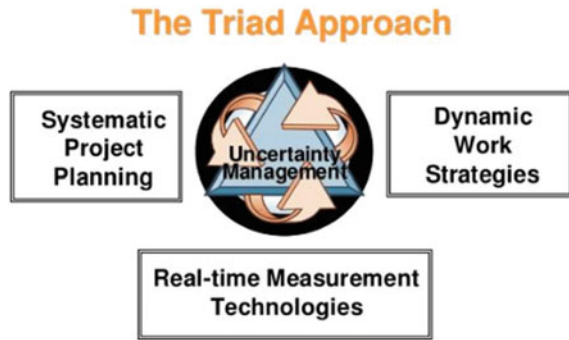 The Triad Approach
Systematic
Project
Planning
Uncertainty
Management
Dynamic
Work
Strategies
Real-time Measurement
Technologies